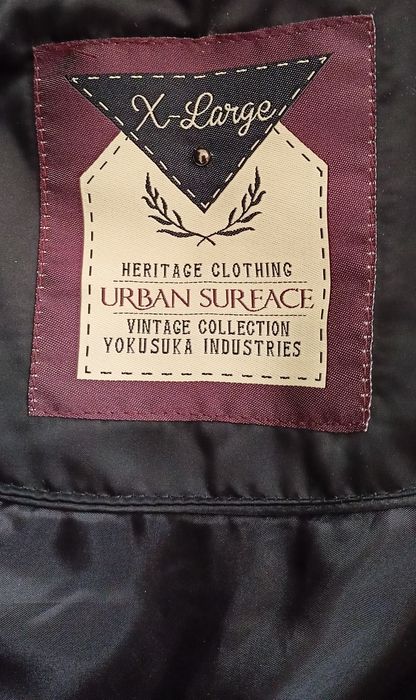 X-Large
HERITAGE CLOTHING
URBAN SURFACE
VINTAGE COLLECTION
YOKUSUKA INDUSTRIES